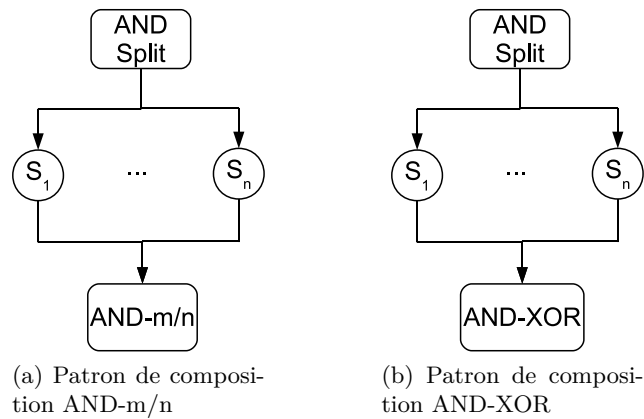 AND
Split
S1
...
Sn
AND-m/n
(a) Patron de composi-
tion AND-m/n
AND
Split
S1
...
Sn
AND-XOR
(b) Patron de composi-
tion AND-XOR